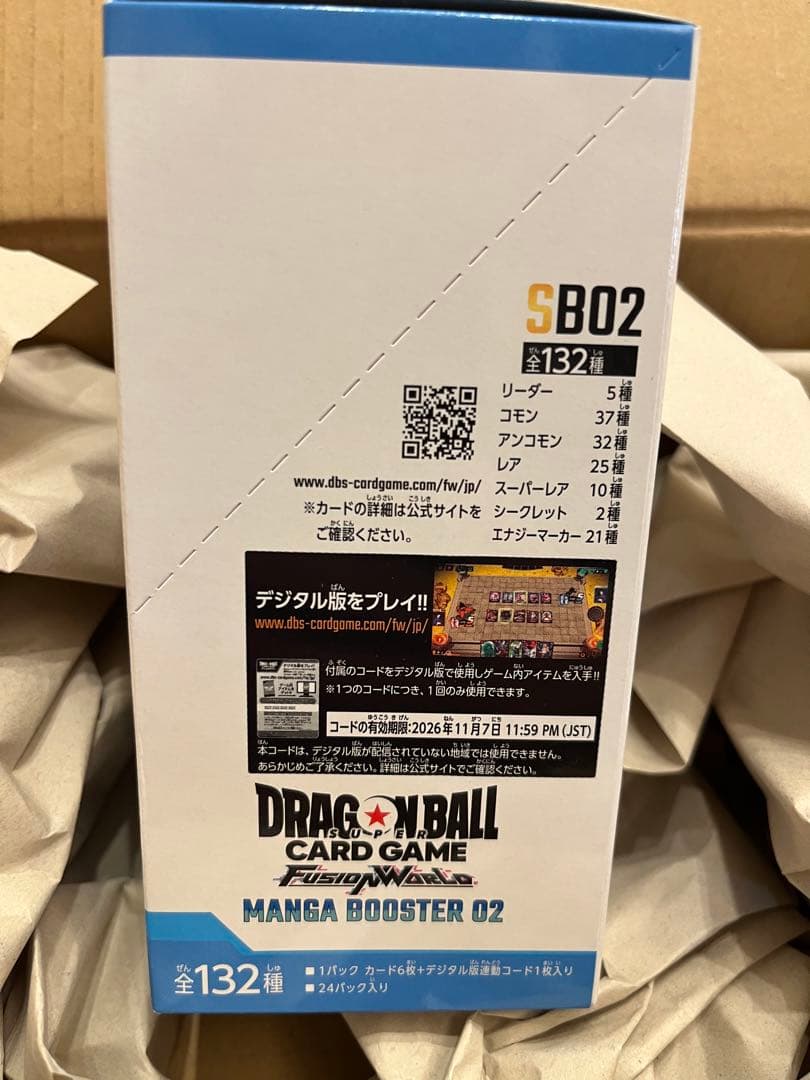 SB02
全132種
リーダー 5種
コモン 37種
アンコモン 32種
レア 25種
スーパーレア 10種
シークレット 2種
エナジーマーカー 21種
www.dbs-cardgame.com/fw/jp/
※カードの詳細は公式サイトを
ご確認ください。
デジタル版をプレイ!!
www.dbs-cardgame.com/fw/jp/
付属のコードをデジタル版で使用しゲーム内アイテムを入手!!
※1つのコードにつき、1回のみ使用できます。
コードの有効期限:2026年11月7日 11:59 PM (JST)
本コードは、デジタル版が配信されていない地域では使用できません。
あらかじめご了承ください。詳細は公式サイトでご確認ください。
DRAGON BALL
SUPER
CARD GAME
FUSION WORLD
MANGA BOOSTER 02
全132種
■1パック カード6枚+デジタル版連動コード1枚入り
■24パック入り